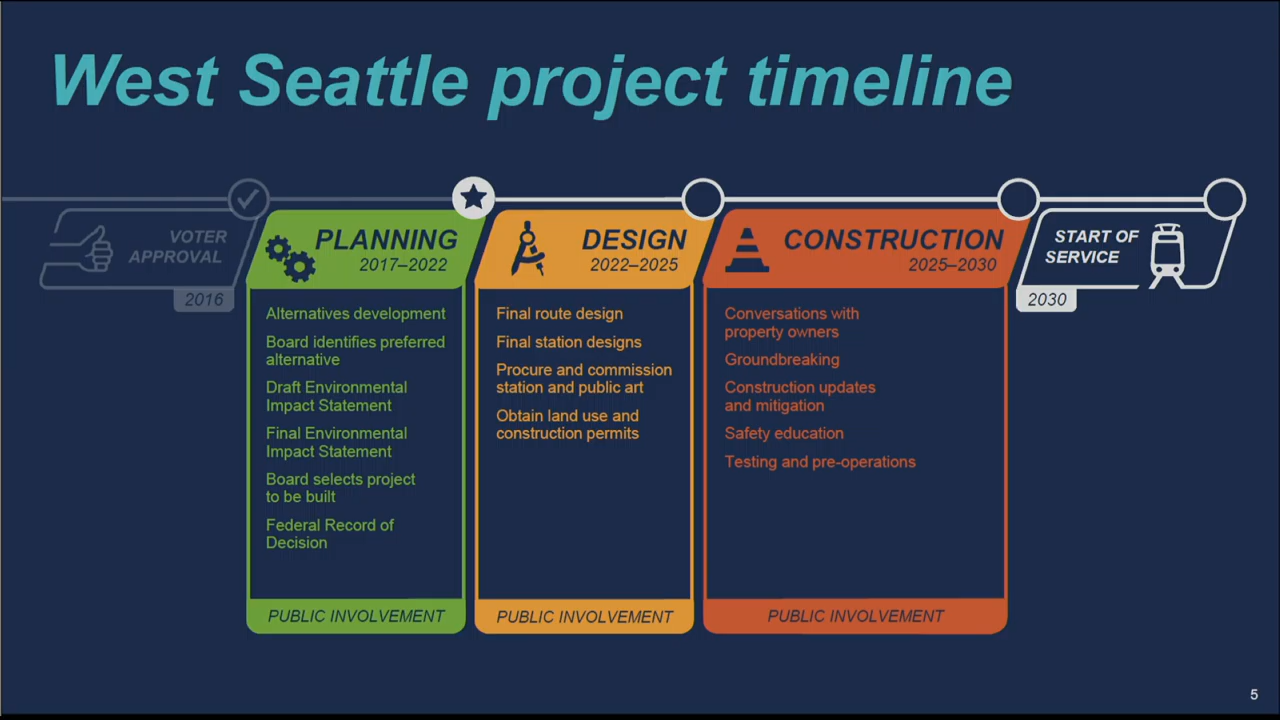 West Seattle project timeline
VOTER
APPROVAL
2016
PLANNING
2017–2022
Alternatives development
Board identifies preferred
alternative
Draft Environmental
Impact Statement
Final Environmental
Impact Statement
Board selects project
to be built
Federal Record of
Decision
PUBLIC INVOLVEMENT
DESIGN
2022–2025
Final route design
Final station designs
Procure and commission
station and public art
Obtain land use and
construction permits
PUBLIC INVOLVEMENT
CONSTRUCTION
2025–2030
Conversations with
property owners
Groundbreaking
Construction updates
and mitigation
Safety education
Testing and pre-operations
PUBLIC INVOLVEMENT
START OF
SERVICE
2030
5